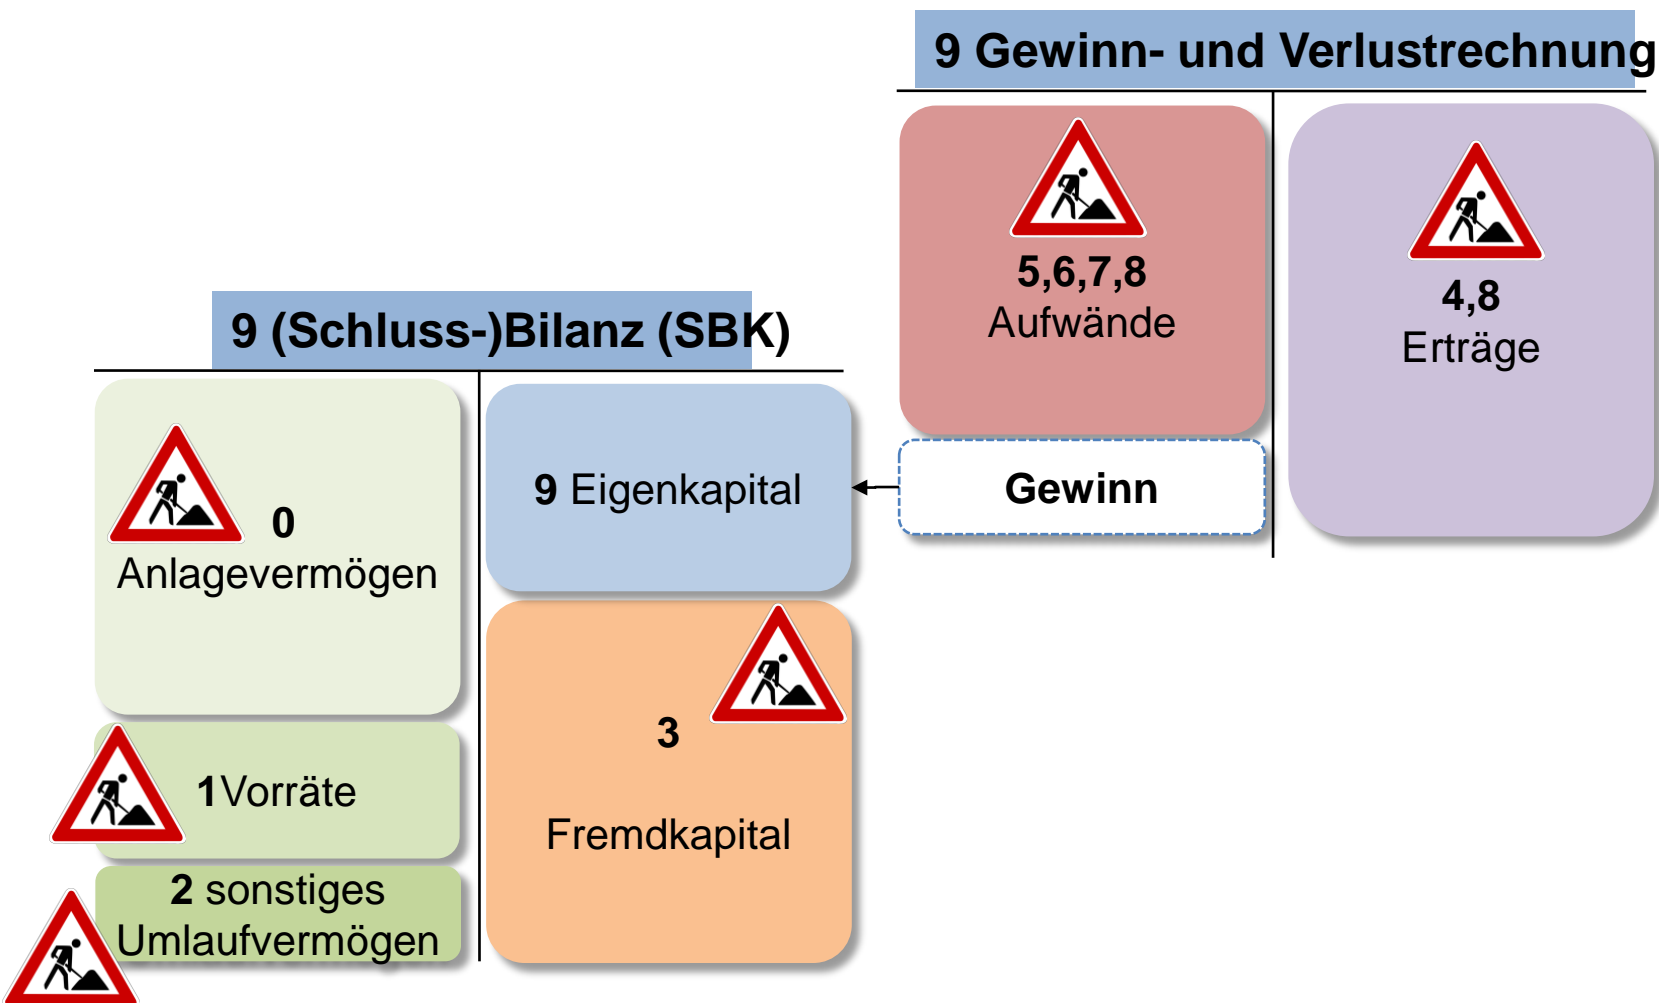 9 Gewinn- und Verlustrechnung
5,6,7,8
Aufwände
4,8
Erträge
Gewinn
9 (Schluss-)Bilanz (SBK)
0
Anlagevermögen
9 Eigenkapital
1Vorräte
3
Fremdkapital
2 sonstiges
Umlaufvermögen